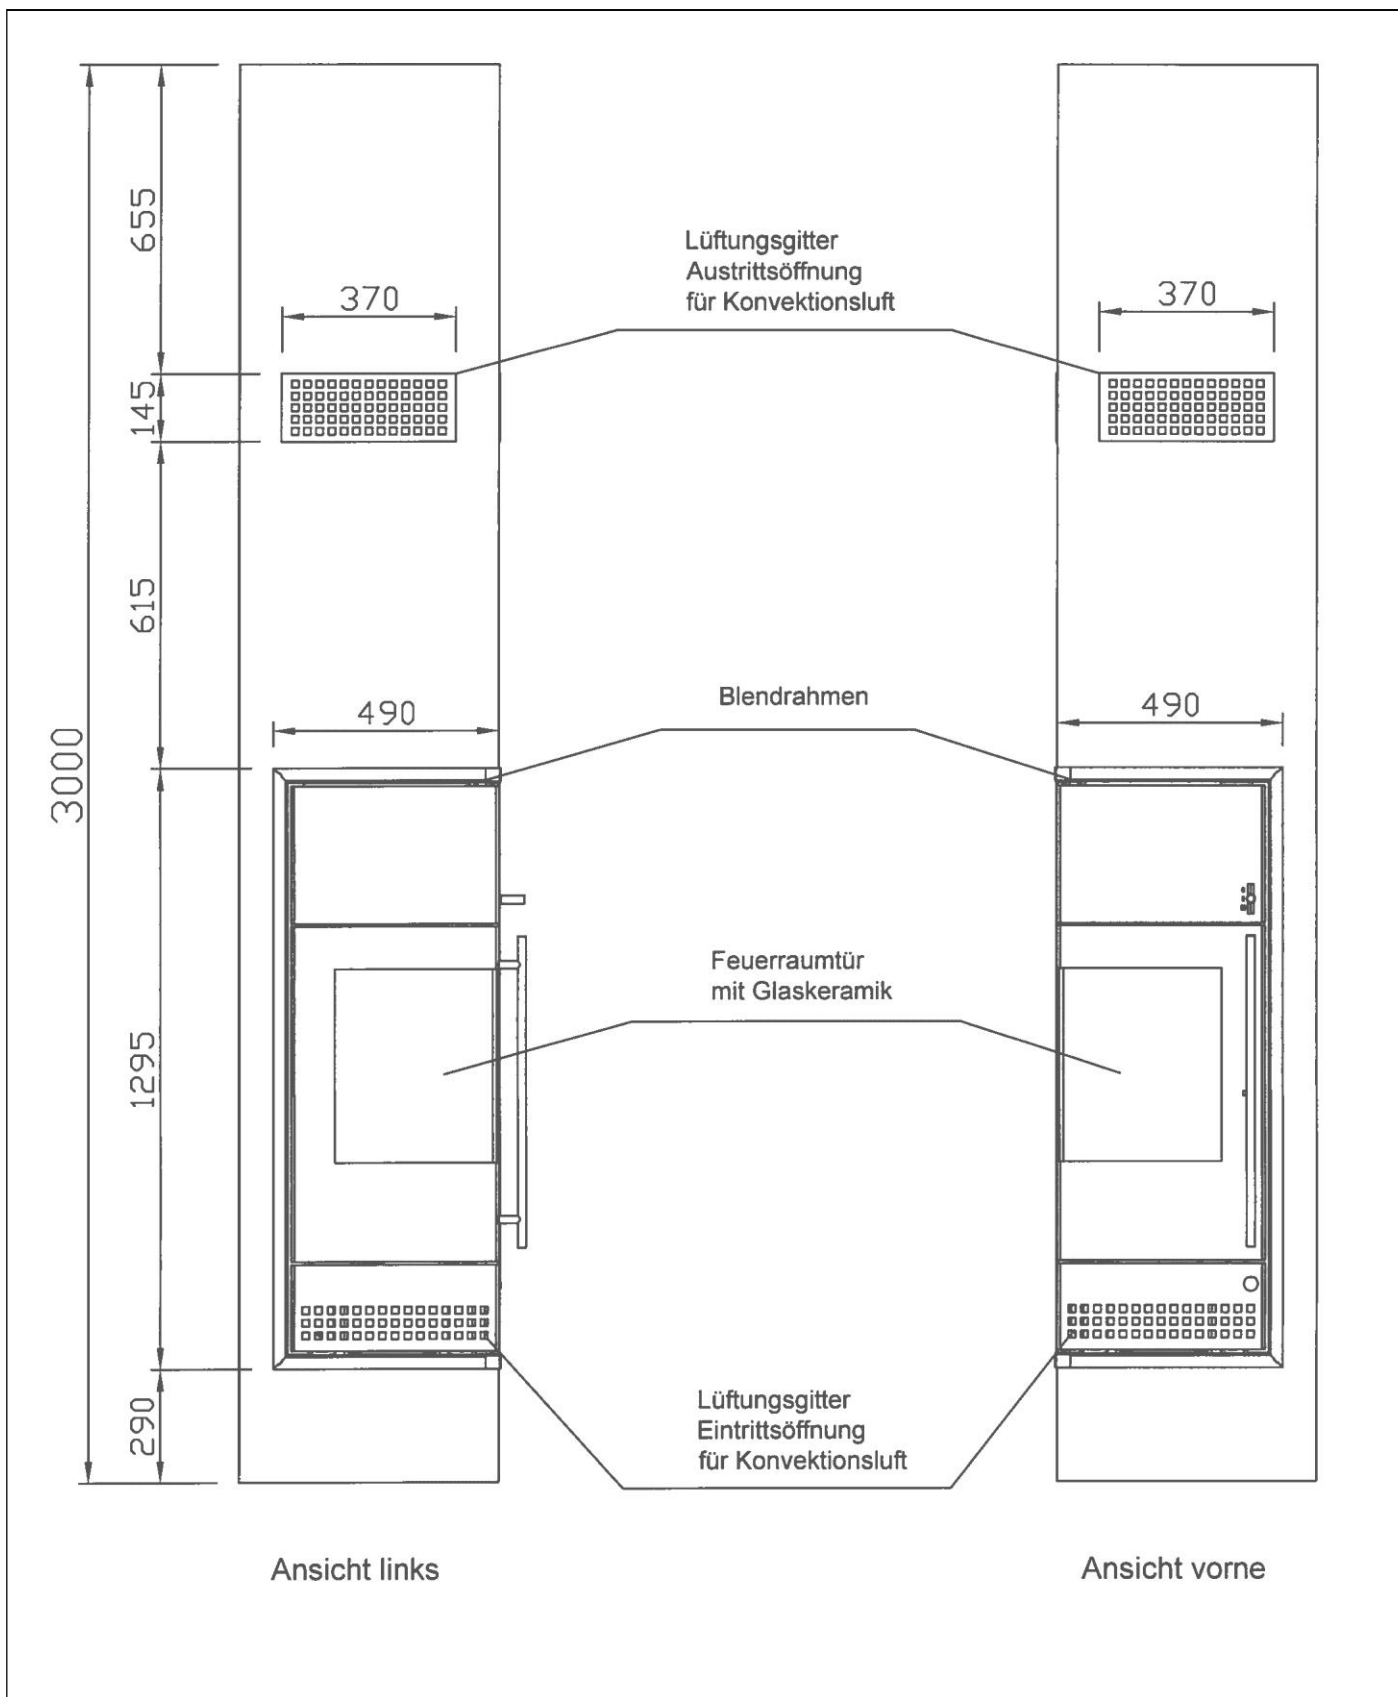 655
Lüftungsgitter
Austrittsöffnung
für Konvektionsluft
370
370
145
615
Blendrahmen
490
490
3000
Feuerraumtür
mit Glaskeramik
1295
Lüftungsgitter
Eintrittsöffnung
für Konvektionsluft
290
Ansicht links
Ansicht vorne